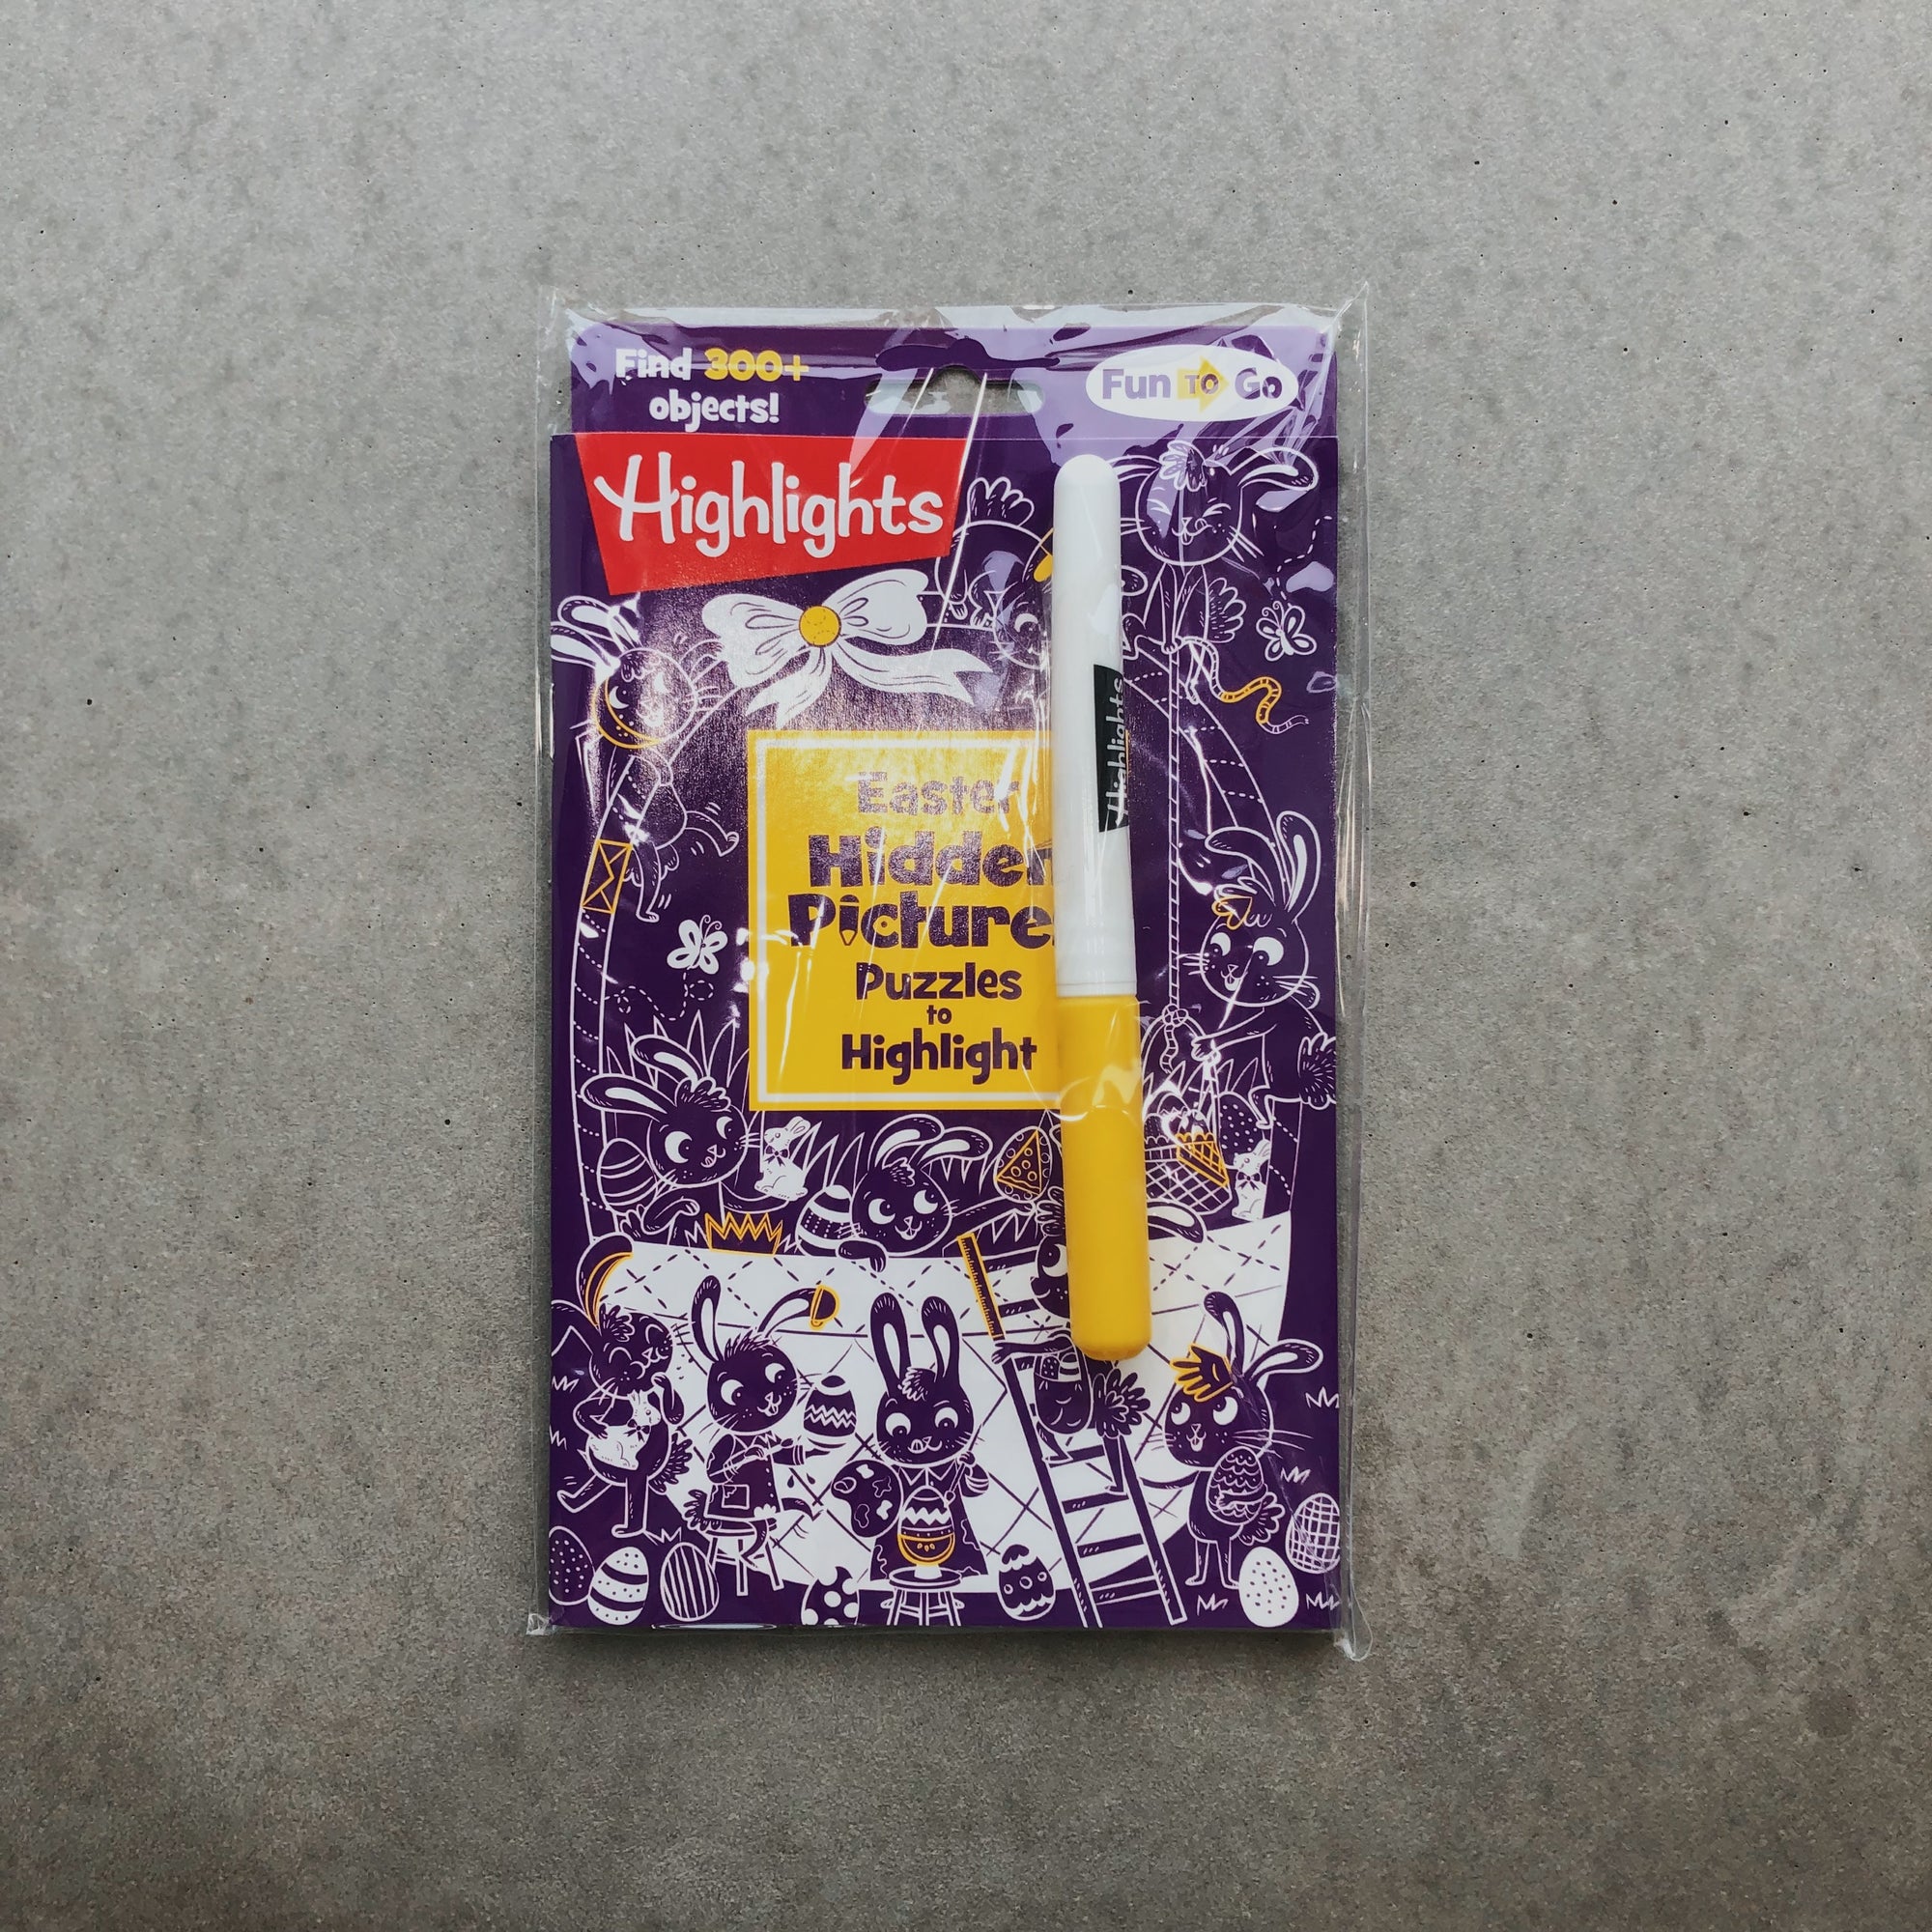 Find 300+
objects!
Fun TO Go
Highlights
Easter
Hidden
Pictures
Puzzles
to
Highlight
Highlights